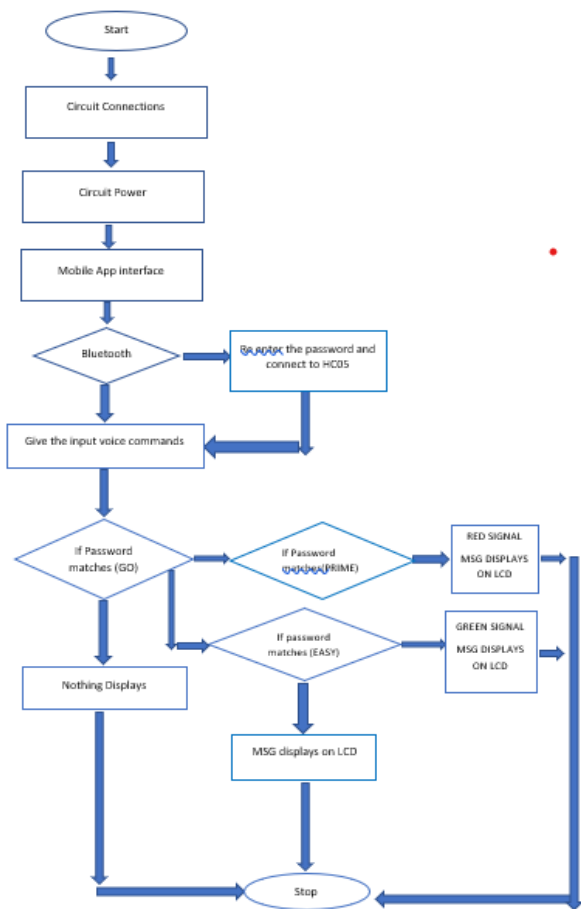 Start
Circuit Connections
Circuit Power
Mobile App interface
Bluetooth
Re enter the password and
connect to HC05
Give the input voice commands
If Password
matches (GO)
If Password
matches(PRIME)
RED SIGNAL
MSG DISPLAYS
ON LCD
If password
matches (EASY)
GREEN SIGNAL
MSG DISPLAYS
ON LCD
Nothing Displays
MSG displays on LCD
Stop